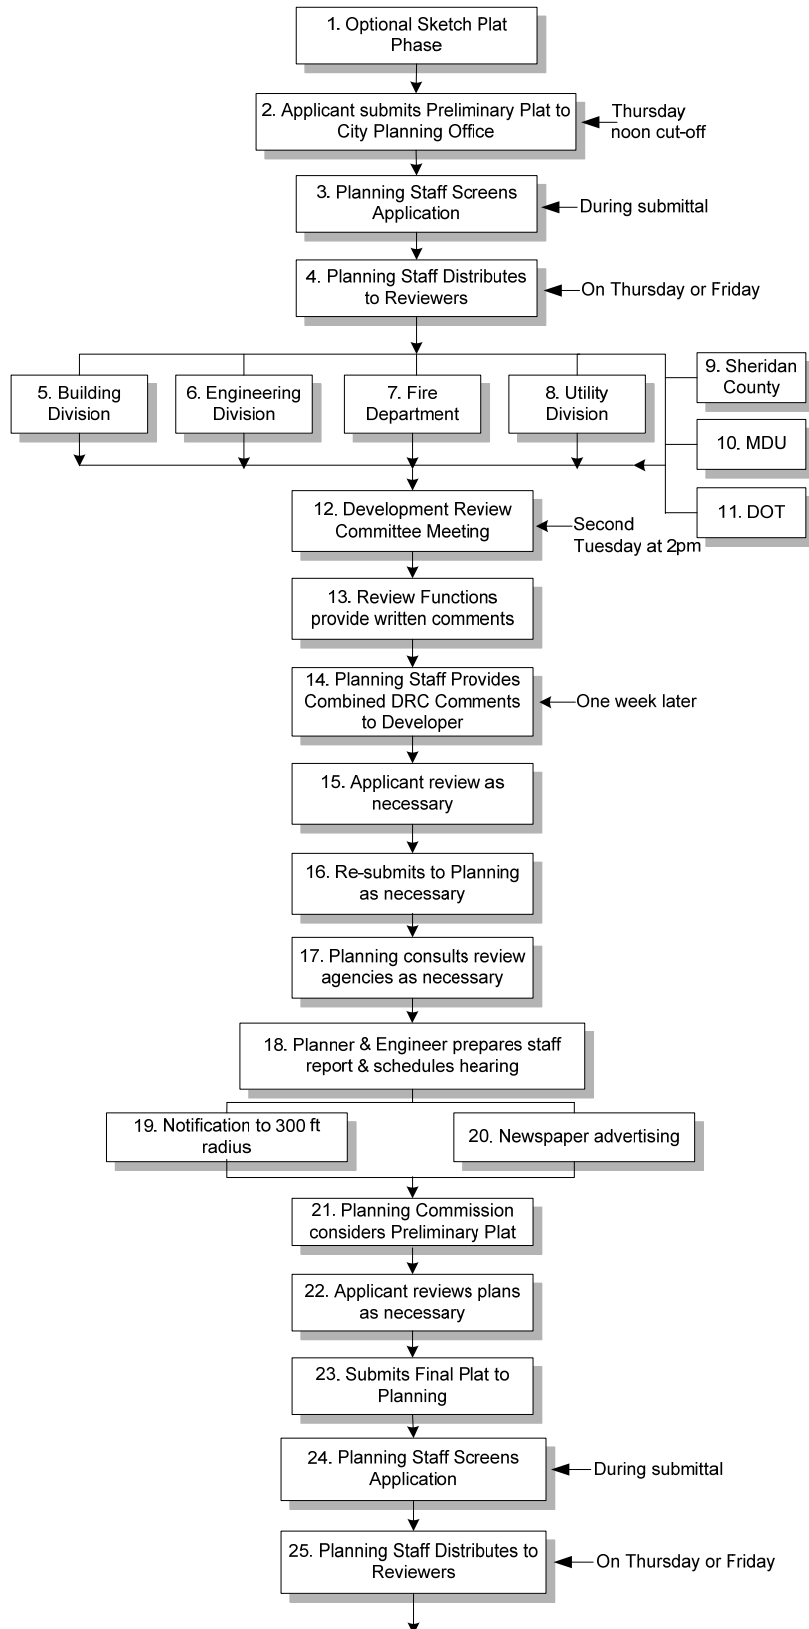 1. Optional Sketch Plat
Phase
2. Applicant submits Preliminary Plat to
City Planning Office
Thursday
noon cut-off
3. Planning Staff Screens
Application
During submittal
4. Planning Staff Distributes
to Reviewers
On Thursday or Friday
5. Building
Division
6. Engineering
Division
7. Fire
Department
8. Utility
Division
9. Sheridan
County
10. MDU
11. DOT
12. Development Review
Committee Meeting
Second
Tuesday at 2pm
13. Review Functions
provide written comments
14. Planning Staff Provides
Combined DRC Comments
to Developer
One week later
15. Applicant review as
necessary
16. Re-submits to Planning
as necessary
17. Planning consults review
agencies as necessary
18. Planner & Engineer prepares staff
report & schedules hearing
19. Notification to 300 ft
radius
20. Newspaper advertising
21. Planning Commission
considers Preliminary Plat
22. Applicant reviews plans
as necessary
23. Submits Final Plat to
Planning
24. Planning Staff Screens
Application
During submittal
25. Planning Staff Distributes to
Reviewers
On Thursday or Friday